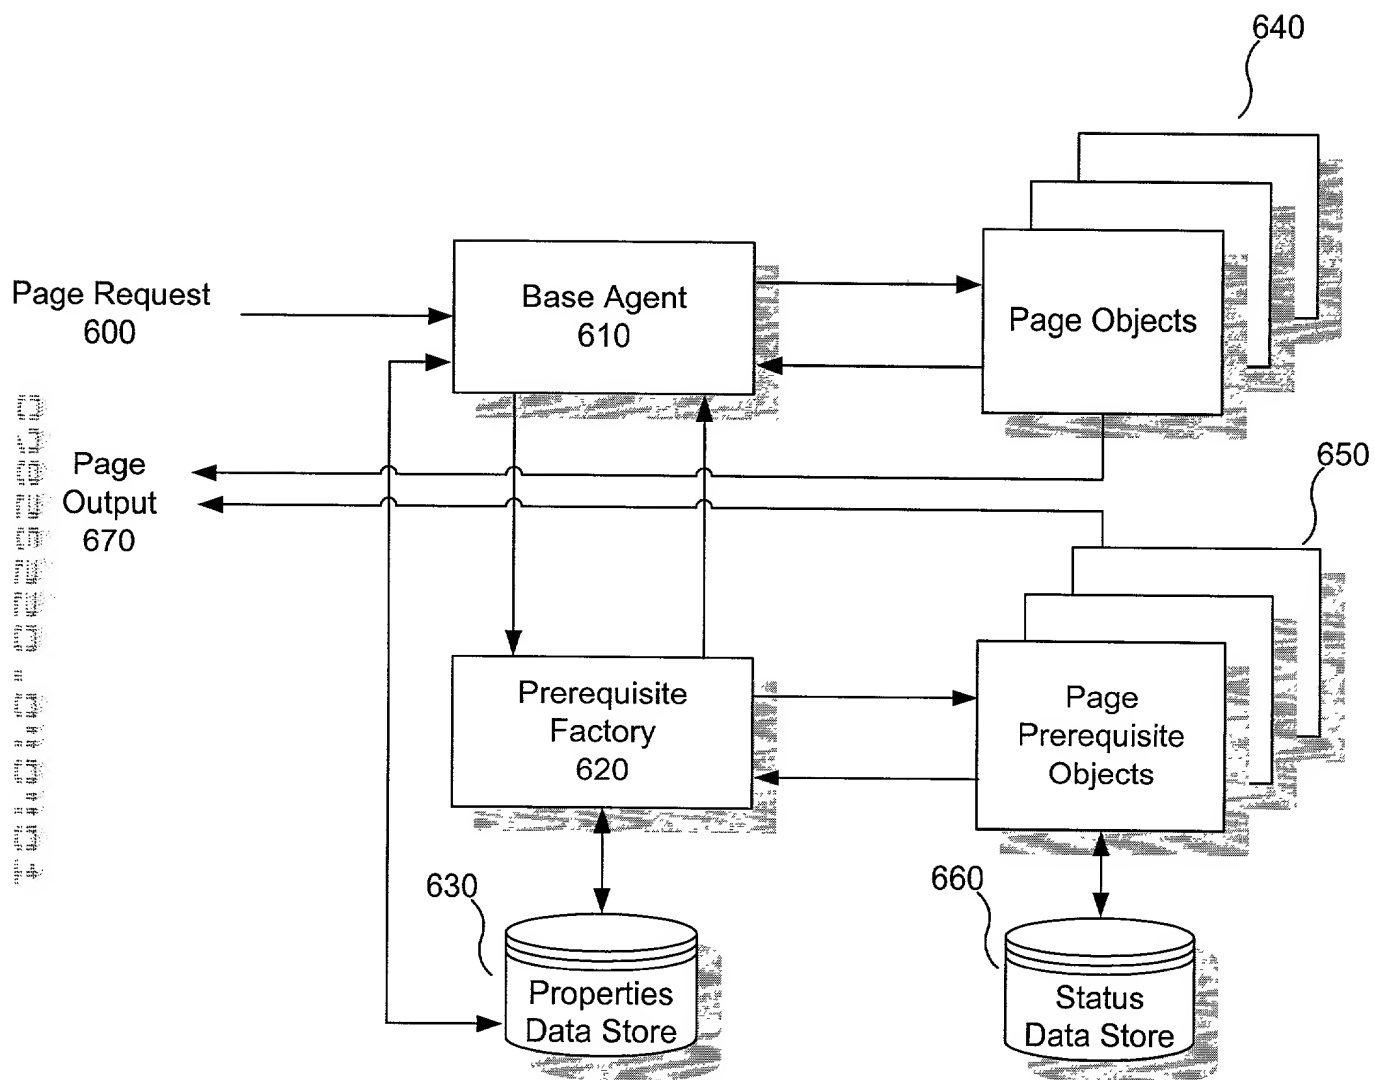 640
Page Request
600
Base Agent
610
Page Objects
Page
Output
670
650
Prerequisite
Factory
620
Page
Prerequisite
Objects
630
Properties
Data Store
660
Status
Data Store